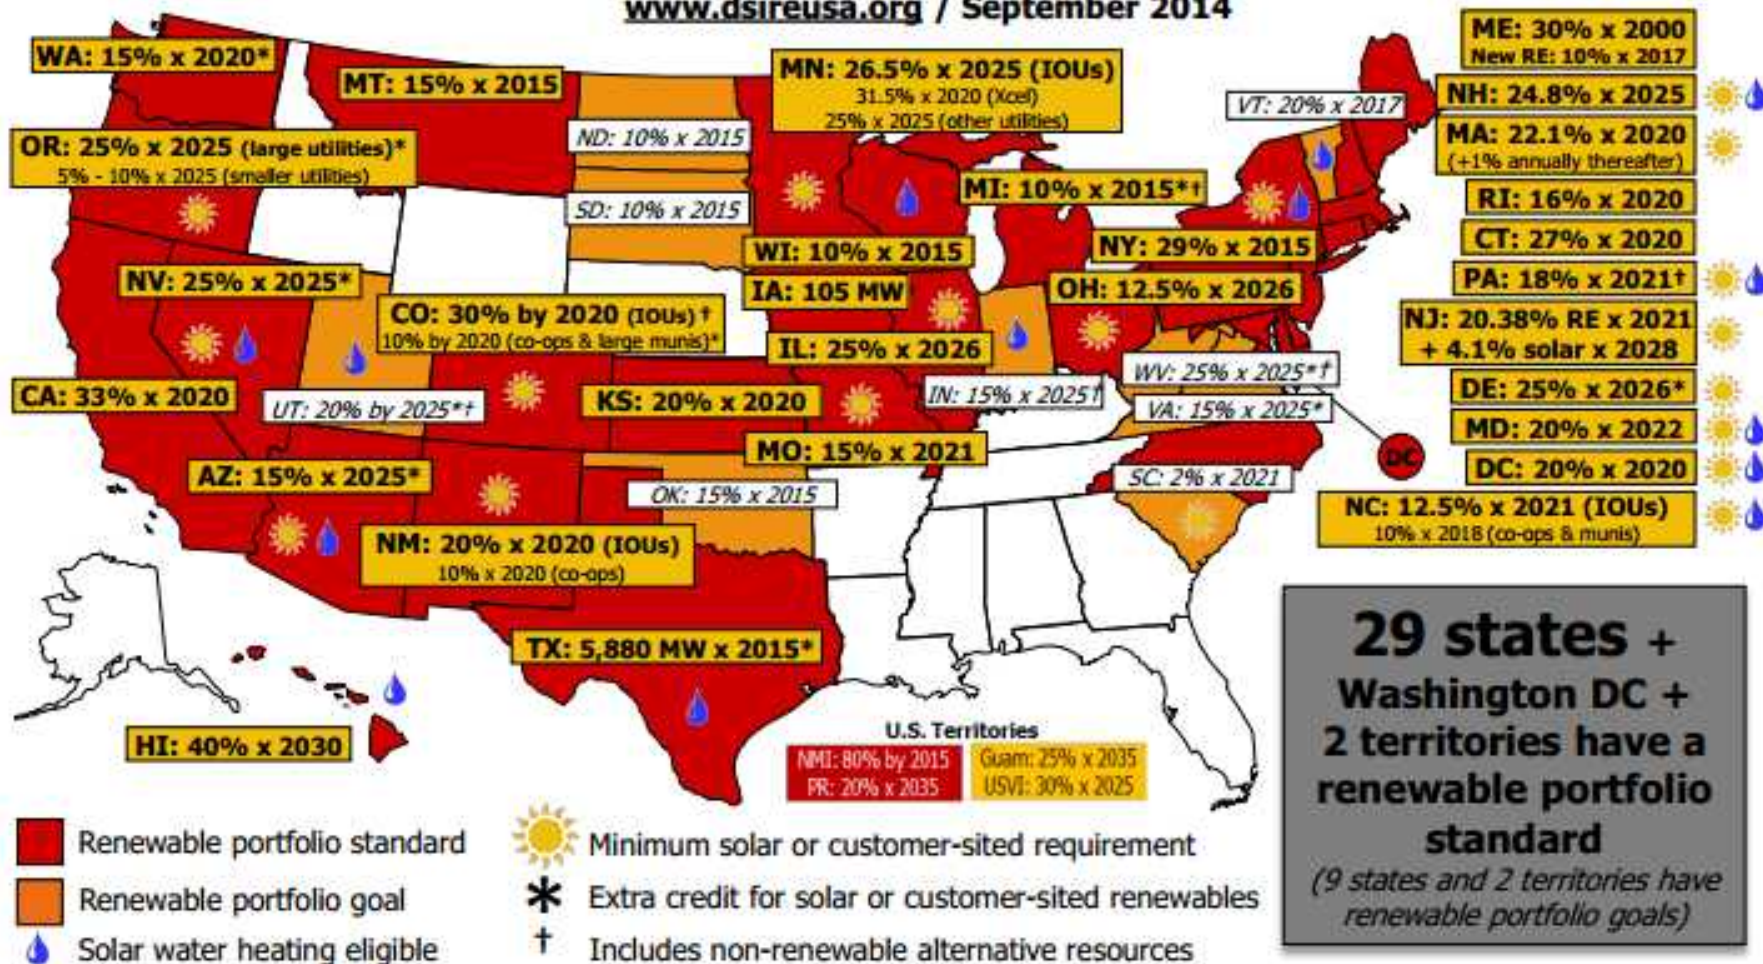 www.dsireusa.org / September 2014
WA: 15% x 2020*
MT: 15% x 2015
MN: 26.5% x 2025 (IOUs)
31.5% x 2020 (Xcel)
25% x 2025 (other utilities)
ME: 30% x 2000
New RE: 10% x 2017
VT: 20% x 2017
NH: 24.8% x 2025
OR: 25% x 2025 (large utilities)*
5% - 10% x 2025 (smaller utilities)
ND: 10% x 2015
MA: 22.1% x 2020
(+1% annually thereafter)
MI: 10% x 2015*†
RI: 16% x 2020
SD: 10% x 2015
WI: 10% x 2015
NY: 29% x 2015
CT: 27% x 2020
NV: 25% x 2025*
IA: 105 MW
OH: 12.5% x 2026
PA: 18% x 2021†
CO: 30% by 2020 (IOUs) †
10% by 2020 (co-ops & large munis)*
NJ: 20.38% RE x 2021
+ 4.1% solar x 2028
IL: 25% x 2026
WV: 25% x 2025*†
CA: 33% x 2020
UT: 20% by 2025*†
KS: 20% x 2020
IN: 15% x 2025†
VA: 15% x 2025*
DE: 25% x 2026*
MD: 20% x 2022
MO: 15% x 2021
DC
AZ: 15% x 2025*
OK: 15% x 2015
SC: 2% x 2021
DC: 20% x 2020
NC: 12.5% x 2021 (IOUs)
10% x 2018 (co-ops & munis)
NM: 20% x 2020 (IOUs)
10% x 2020 (co-ops)
TX: 5,880 MW x 2015*
HI: 40% x 2030
U.S. Territories
NMI: 80% by 2015
PR: 20% x 2035
Guam: 25% x 2035
USVI: 30% x 2025
29 states +
Washington DC +
2 territories have a
renewable portfolio
standard
(9 states and 2 territories have
renewable portfolio goals)
Renewable portfolio standard
Renewable portfolio goal
Solar water heating eligible
Minimum solar or customer-sited requirement
* Extra credit for solar or customer-sited renewables
† Includes non-renewable alternative resources